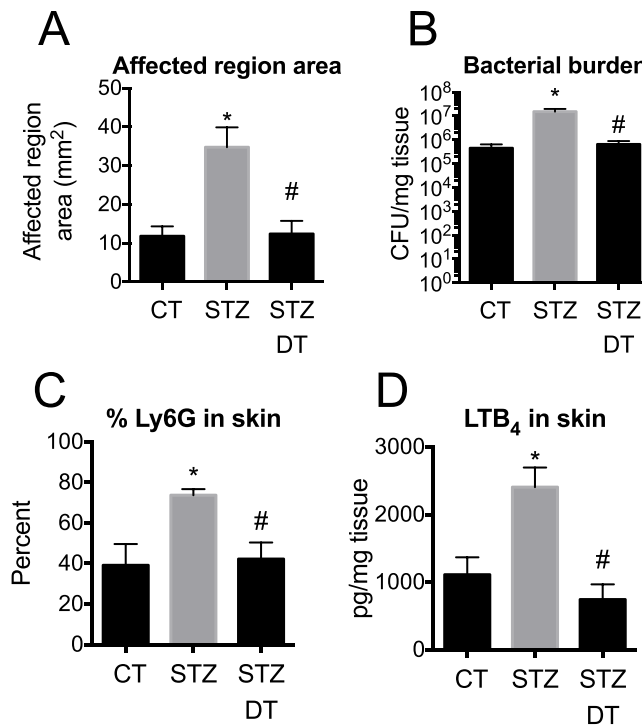 A
Affected region area
Affected region
area (mm²)
50
40
30
20
10
0
*
#
CT STZ STZ
DT
B
Bacterial burden
CFU/mg tissue
10⁸
10⁷
10⁶
10⁵
10⁴
10³
10²
10¹
10⁰
*
#
CT STZ STZ
DT
C
% Ly6G in skin
Percent
100
80
60
40
20
0
*
#
CT STZ STZ
DT
D
LTB₄ in skin
pg/mg tissue
3000
2000
1000
0
*
#
CT STZ STZ
DT